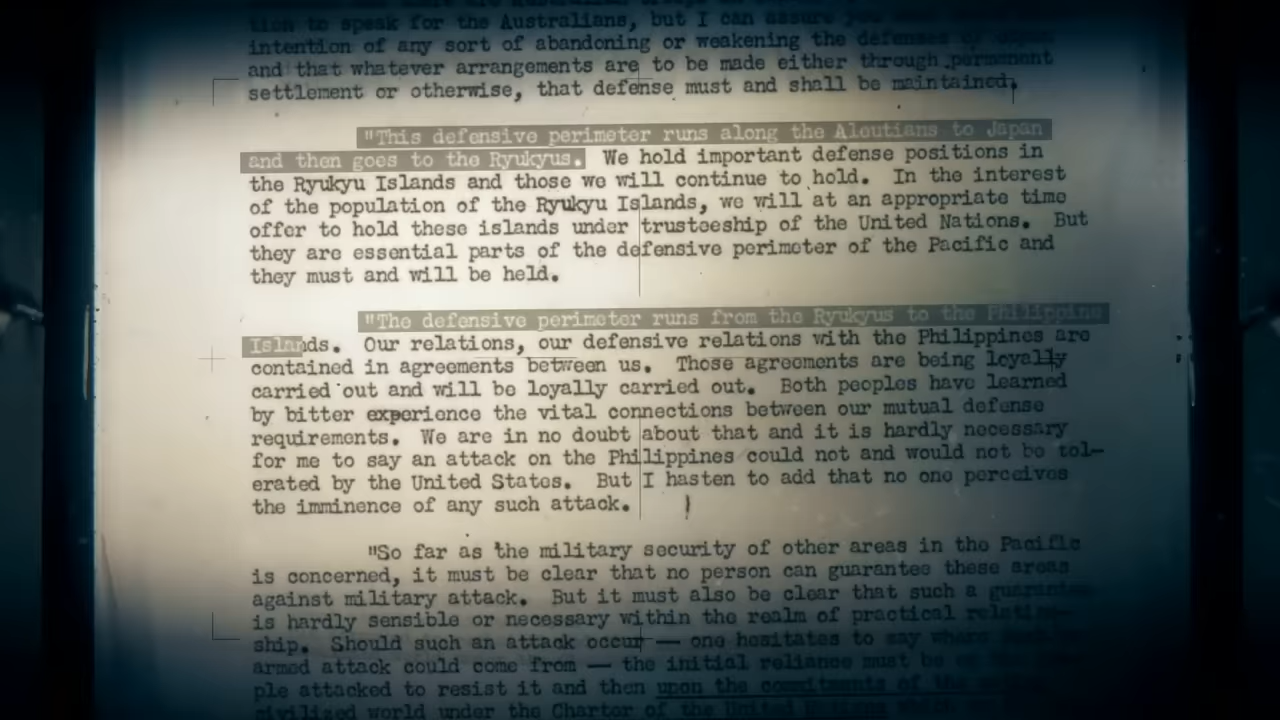 tion to speak for the Australians, but I can assure you
intention of any sort of abandoning or weakening the defenses of Japan
and that whatever arrangements are to be made either through permanent
settlement or otherwise, that defense must and shall be maintained.
"This defensive perimeter runs along the Aleutians to Japan
and then goes to the Ryukyus. We hold important defense positions in
the Ryukyu Islands and those we will continue to hold. In the interest
of the population of the Ryukyu Islands, we will at an appropriate time
offer to hold these islands under trusteeship of the United Nations. But
they are essential parts of the defensive perimeter of the Pacific and
they must and will be held.
"The defensive perimeter runs from the Ryukyus to the Philippine
Islands. Our relations, our defensive relations with the Philippines are
contained in agreements between us. Those agreements are being loyally
carried out and will be loyally carried out. Both peoples have learned
by bitter experience the vital connections between our mutual defense
requirements. We are in no doubt about that and it is hardly necessary
for me to say an attack on the Philippines could not and would not be tol-
erated by the United States. But I hasten to add that no one perceives
the imminence of any such attack.
"So far as the military security of other areas in the Pacific
is concerned, it must be clear that no person can guarantee these areas
against military attack. But it must also be clear that such a guarantee
is hardly sensible or necessary within the realm of practical relation-
ship. Should such an attack occur — one hesitates to say where
armed attack could come from — the initial reliance must be
ple attacked to resist it and then upon the commitments of the
civilized world under the Charter of the United Nations